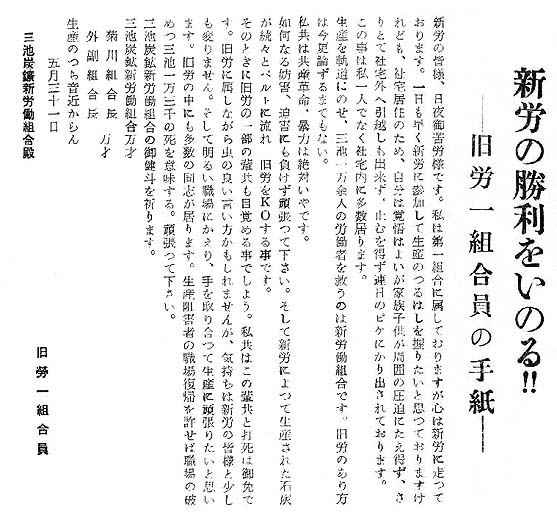 新労の勝利をいのる!!
―旧労一組合員の手紙―
新労の皆様、日夜御苦労様です。私は第一組合に属しておりますが心は新労に走つて
おります。一日も早く新労に参加して生産のつるはしを握りたいと思つておりますけ
れども、社宅居住のため、自分は覚悟はよいが家族子供が周囲の圧迫にたえ得ず、さ
りとて社宅外へ引越しも出来ず、止むを得ず連日のピケにかり出されております。
この事は私一人でなく社宅内に多数居ります。
生産を軌道にのせ、三池一万余人の労働者を救うのは新労働組合です。旧労のあり方
は今更論ずるまでもない。
私共は共産革命、暴力は絶対いやです。
如何なる妨害、迫害にも負けず頑張つて下さい。そして新労によつて生産された石炭
が続々とベルトに流れ　旧労をKOする事です。
そのときに旧労の一部の輩共も目覚める事でしよう。私共はこの輩共と打死は御免で
す。旧労に属しながら虫の良い言い方かもしれませんが、気持ちは新労の皆様と少し
も変りません。そして明るい職場にかえり、手を取り合つて生産に頑張りたいと思い
ます。旧労の中にも多数の同志が居ります。生産阻害者の職場復帰を許せば職場の破
めつ三池一万三千の死を意味する。頑張つて下さい。
三池炭鉱新労働組合の御健斗を祈ります。
三池炭鉱新労働組合万才
菊川組合長　万才
外副組合長
生産のつち音近からん
五月三十一日
旧労一組合員
三池炭鑛新労働組合殿